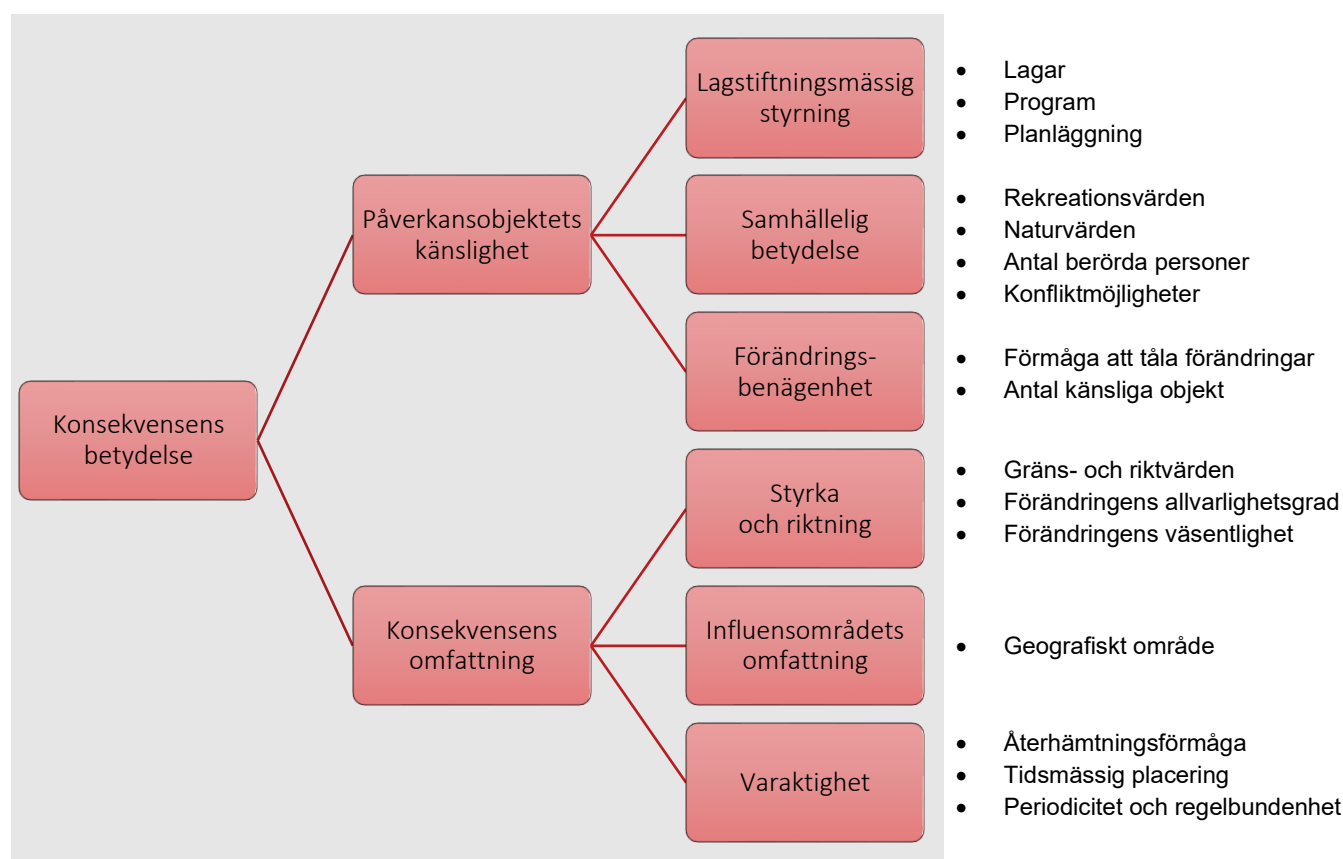 Konsekvensens
betydelse
Påverkansobjektets
känslighet
Lagstiftningsmässig
styrning
• Lagar
• Program
• Planläggning
Samhällelig
betydelse
• Rekreationsvärden
• Naturvärden
• Antal berörda personer
• Konfliktmöjligheter
Förändrings-
benägenhet
• Förmåga att tåla förändringar
• Antal känsliga objekt
Konsekvensens
omfattning
Styrka
och riktning
• Gräns- och riktvärden
• Förändringens allvarlighetsgrad
• Förändringens väsentlighet
Influensområdets
omfattning
• Geografiskt område
Varaktighet
• Återhämtningsförmåga
• Tidsmässig placering
• Periodicitet och regelbundenhet